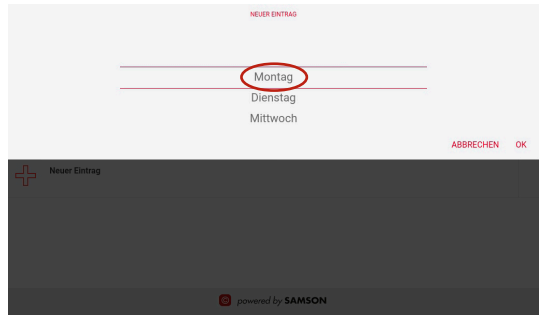 NEUER EINTRAG
Montag
Dienstag
Mittwoch
ABBRECHEN OK
Neuer Eintrag
powered by SAMSON